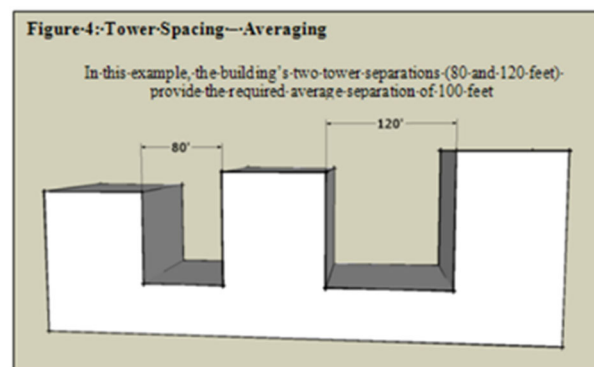 Figure 4: Tower Spacing – Averaging
In this example, the building's two tower separations (80 and 120 feet)
provide the required average separation of 100 feet
80'
120'